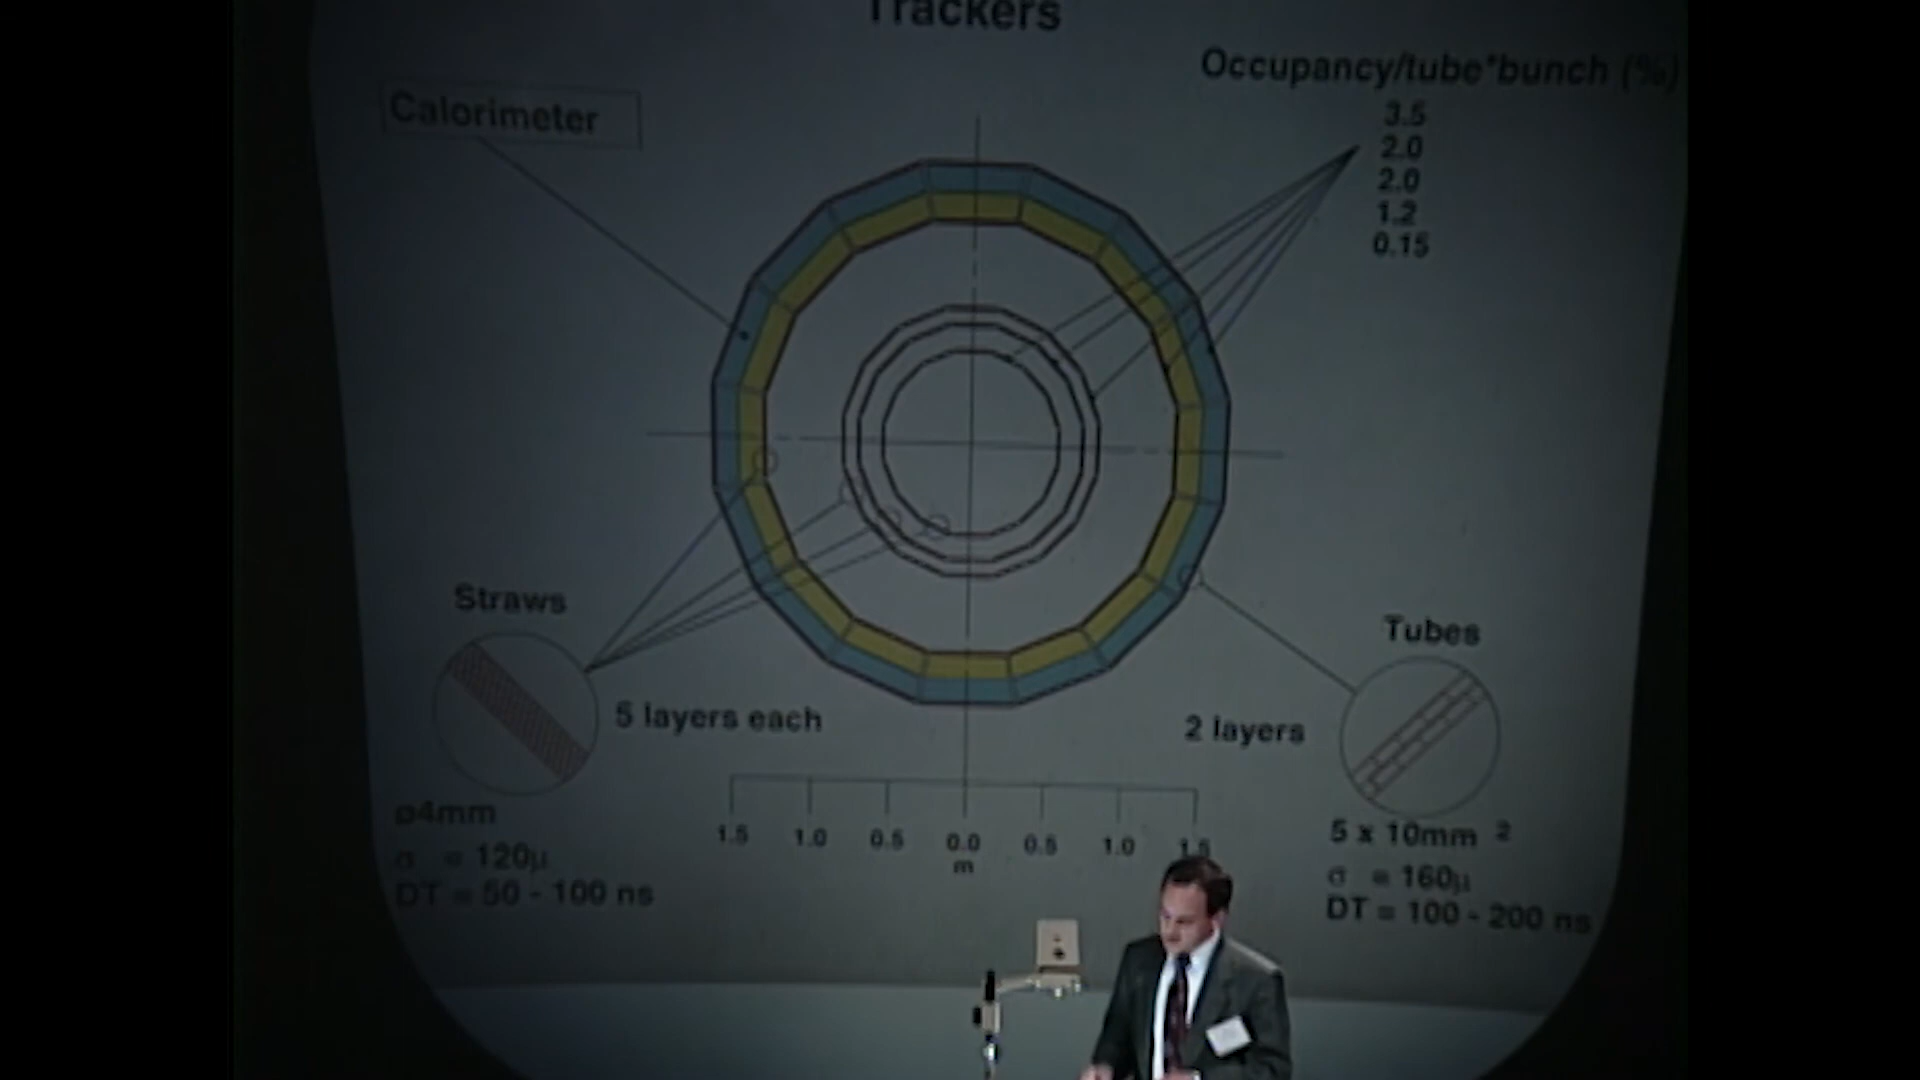 Trackers
Calorimeter
Occupancy/tube*bunch (%)
3.5
2.0
2.0
1.2
0.15
Straws
5 layers each
ø4mm
σ = 120µ
DT = 50 - 100 ns
1.5 1.0 0.5 0.0 0.5 1.0 1.5
m
Tubes
2 layers
5 x 10mm 2
σ = 160µ
DT = 100 - 200 ns